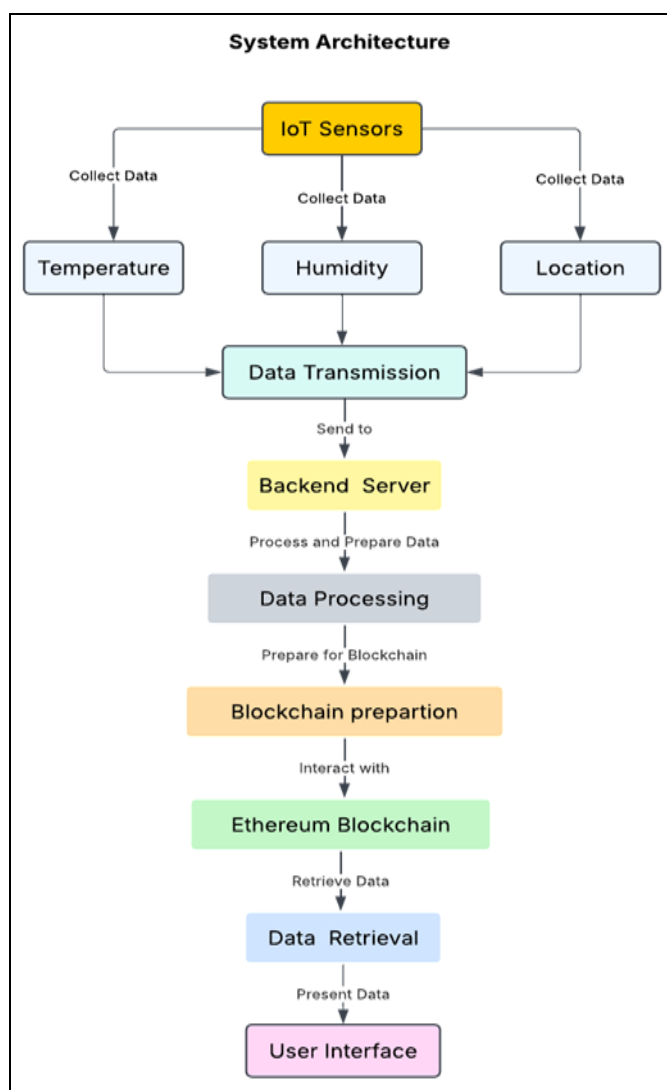 System Architecture
IoT Sensors
Collect Data
Collect Data
Collect Data
Temperature
Humidity
Location
Data Transmission
Send to
Backend Server
Process and Prepare Data
Data Processing
Prepare for Blockchain
Blockchain prepartion
Interact with
Ethereum Blockchain
Retrieve Data
Data Retrieval
Present Data
User Interface